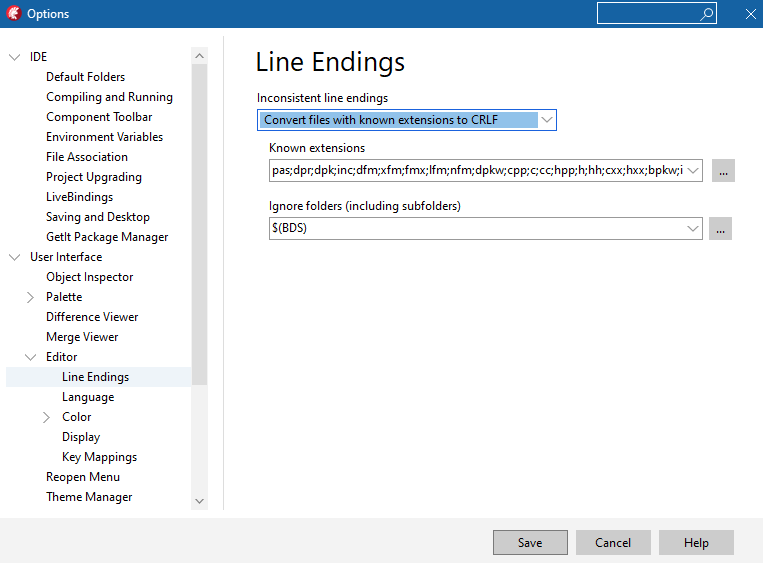 Options
IDE
Default Folders
Compiling and Running
Component Toolbar
Environment Variables
File Association
Project Upgrading
LiveBindings
Saving and Desktop
GetIt Package Manager
User Interface
Object Inspector
Palette
Difference Viewer
Merge Viewer
Editor
Line Endings
Language
Color
Display
Key Mappings
Reopen Menu
Theme Manager
Line Endings
Inconsistent line endings
Convert files with known extensions to CRLF
Known extensions
pas;dpr;dpk;inc;dfm;xfm;fmx;lfm;nfm;dpkw;cpp;c;cc;hpp;h;hh;cxx;hxx;bpkw;i
...
Ignore folders (including subfolders)
$(BDS)
...
Save
Cancel
Help